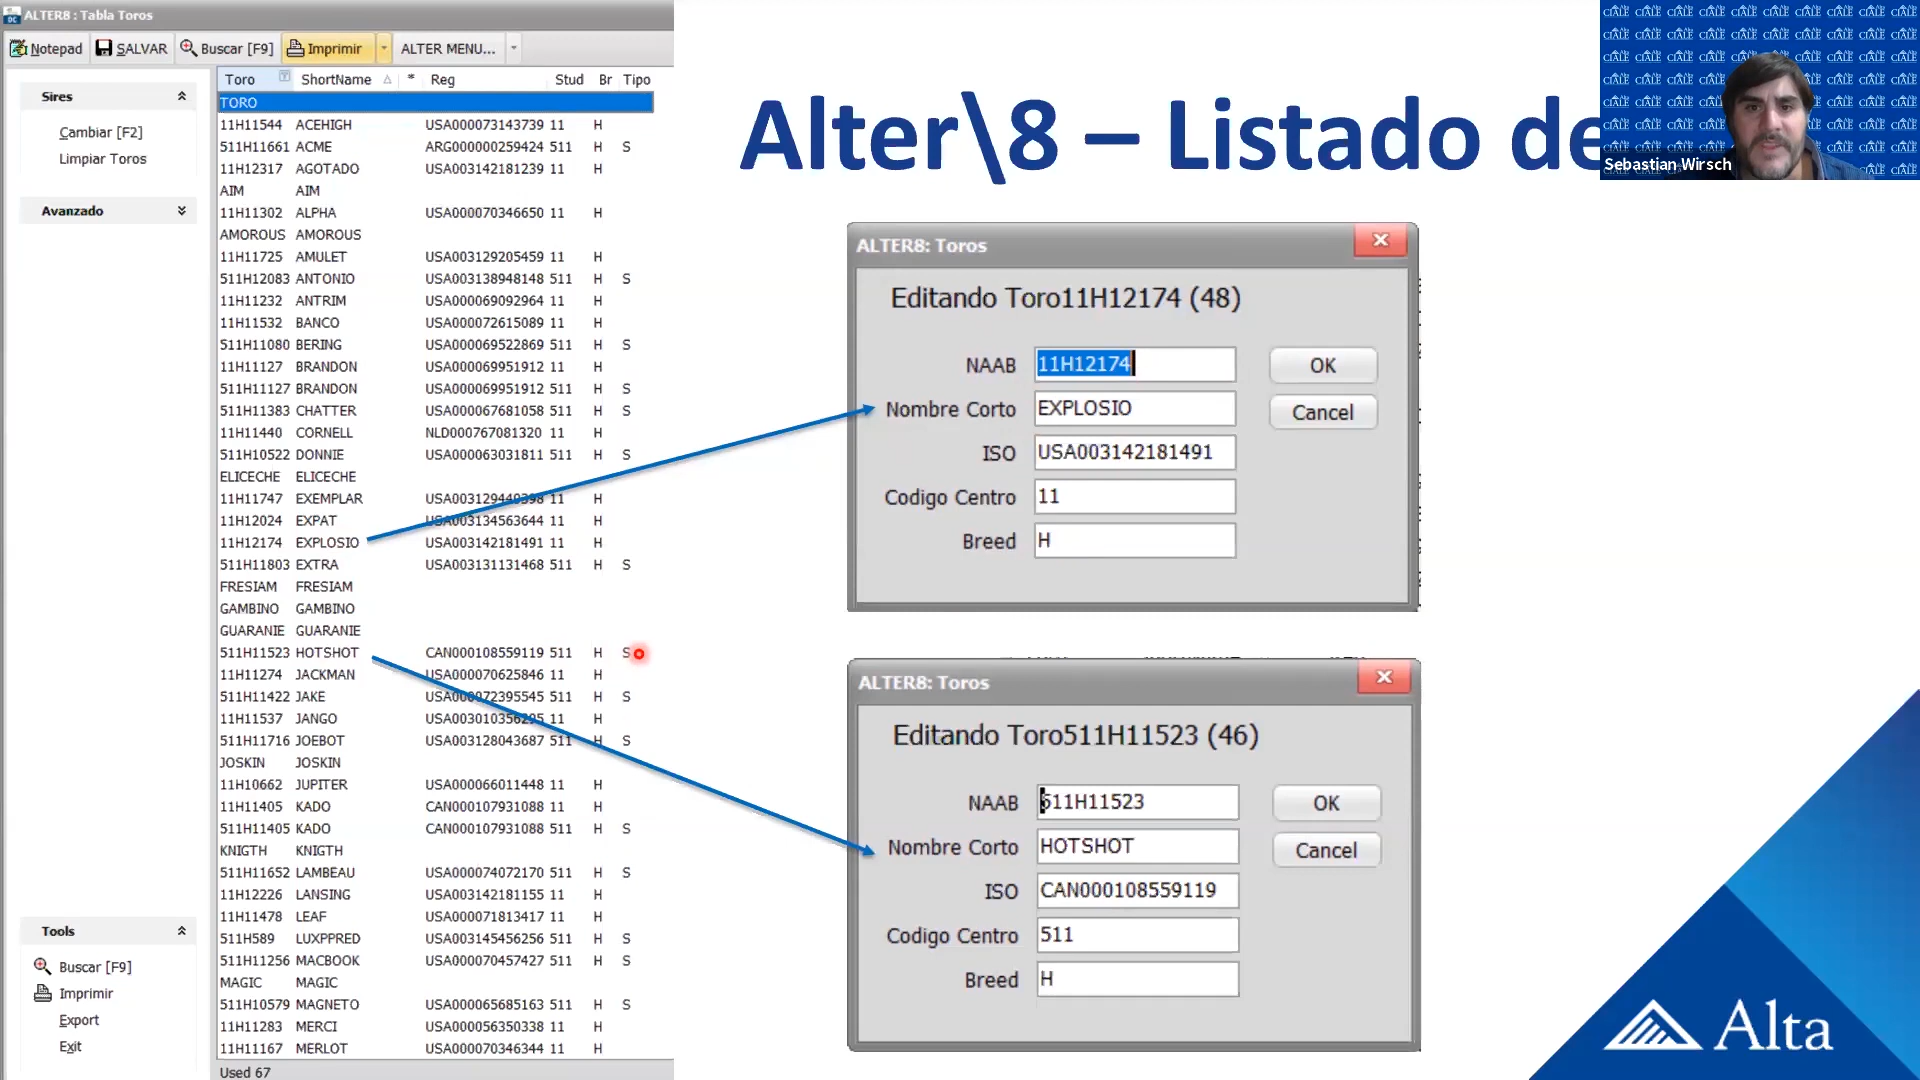 ALTER8 : Tabla Toros
Notepad SALVAR Buscar [F9] Imprimir ALTER MENU...
Sires
Cambiar [F2]
Limpiar Toros
Avanzado
Tools
Buscar [F9]
Imprimir
Export
Exit
Toro ShortName * Reg Stud Br Tipo
TORO
11H11544 ACEHIGH USA000073143739 11 H
511H11661 ACME ARG000000259424 511 H S
11H12317 AGOTADO USA003142181239 11 H
AIM AIM
11H11302 ALPHA USA000070346650 11 H
AMOROUS AMOROUS
11H11725 AMULET USA003129205459 11 H
511H12083 ANTONIO USA003138948148 511 H S
11H11232 ANTRIM USA000069092964 11 H
11H11532 BANCO USA000072615089 11 H
511H11080 BERING USA000069522869 511 H S
11H11127 BRANDON USA000069951912 11 H
511H11127 BRANDON USA000069951912 511 H S
511H11383 CHATTER USA000067681058 511 H S
11H11440 CORNELL NLD000767081320 11 H
511H10522 DONNIE USA000063031811 511 H S
ELICECHE ELICECHE
11H11747 EXEMPLAR USA003129440398 11 H
11H12024 EXPAT USA003134563644 11 H
11H12174 EXPLOSIO USA003142181491 11 H
511H11803 EXTRA USA003131131468 511 H S
FRESIAM FRESIAM
GAMBINO GAMBINO
GUARANIE GUARANIE
511H11523 HOTSHOT CAN000108559119 511 H S
11H11274 JACKMAN USA000070625846 11 H
511H11422 JAKE USA000072395545 511 H S
11H11537 JANGO USA003010356295 11 H
511H11716 JOEBOT USA003128043687 511 H S
JOSKIN JOSKIN
11H10662 JUPITER USA000066011448 11 H
11H11405 KADO CAN000107931088 11 H
511H11405 KADO CAN000107931088 511 H S
KNIGTH KNIGTH
511H11652 LAMBEAU USA000074072170 511 H S
11H12226 LANSING USA003142181155 11 H
11H11478 LEAF USA000071813417 11 H
511H589 LUXPPRED USA003145456256 511 H S
511H11256 MACBOOK USA000070457427 511 H S
MAGIC MAGIC
511H10579 MAGNETO USA000065685163 511 H S
11H11283 MERCI USA000056350338 11 H
11H11167 MERLOT USA000070346344 11 H
Used 67
Alter\8 – Listado de
ALTER8: Toros
Editando Toro11H12174 (48)
NAAB 11H12174 OK
Nombre Corto EXPLOSIO Cancel
ISO USA003142181491
Codigo Centro 11
Breed H
ALTER8: Toros
Editando Toro511H11523 (46)
NAAB 511H11523 OK
Nombre Corto HOTSHOT Cancel
ISO CAN000108559119
Codigo Centro 511
Breed H
Sebastian Wirsch
Alta